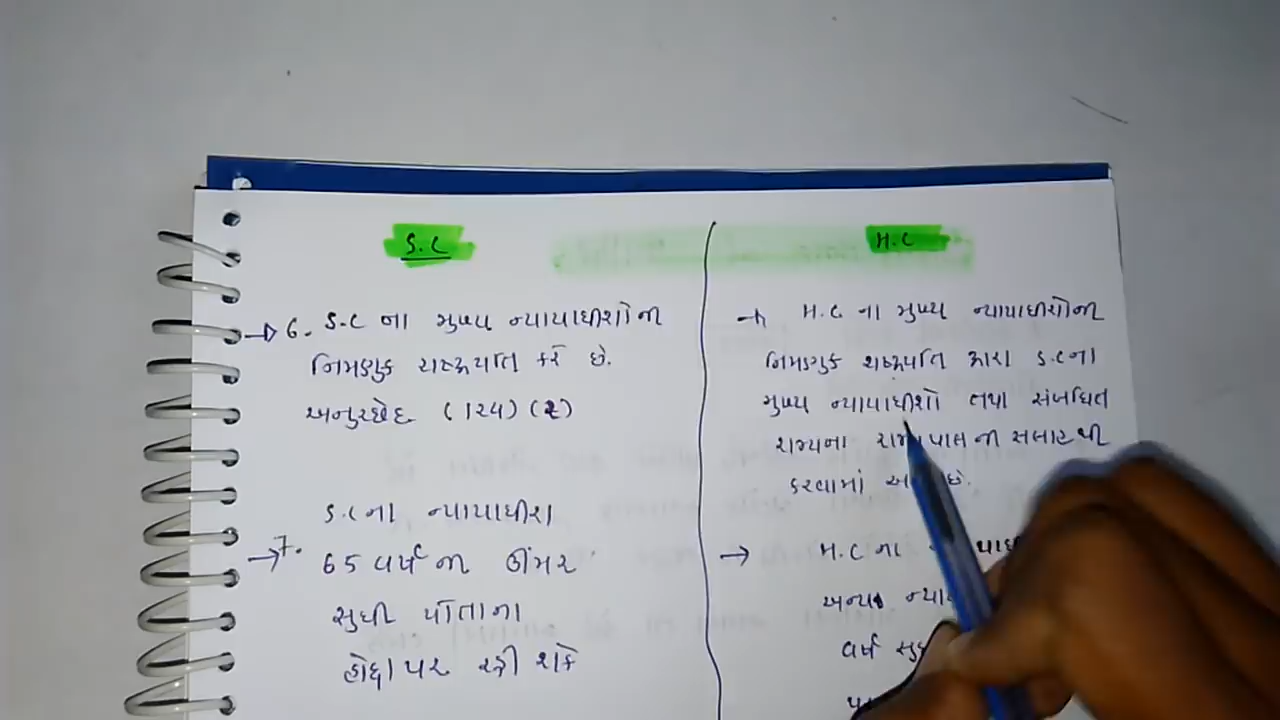 S.C
6. S.C ના મુખ્ય ન્યાયાધીશોની
નિમણુક રાષ્ટ્રપતિ કરે છે.
અનુચ્છેદ (124) (2)
7. S.C ના ન્યાયાધીશ
65 વર્ષની ઊંમર
સુધી પોતાના
હોદ્દા પર રહી શકે
H.C
→ H.C ના મુખ્ય ન્યાયાધીશોની
નિમણુક રાષ્ટ્રપતિ દ્વારા S.C ના
મુખ્ય ન્યાયાધીશો તથા સંબધિત
રાજ્યના રાજ્યપાલ ની સલાહથી
કરવામાં છે.
→ H.C ના
અન્ય
વર્ષ